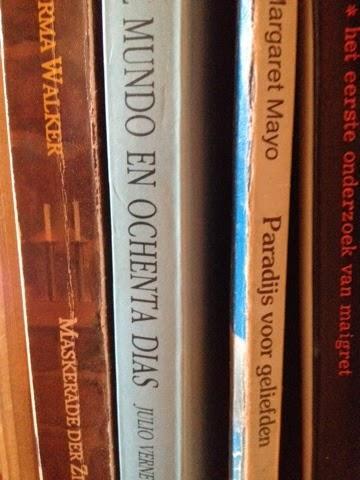 WALKER
MASKERADE DER
MUNDO EN OCHENTA DIAS
JULIO VERNE
Margaret Mayo
Paradijs voor geliefden
* het eerste onderzoek van maigret